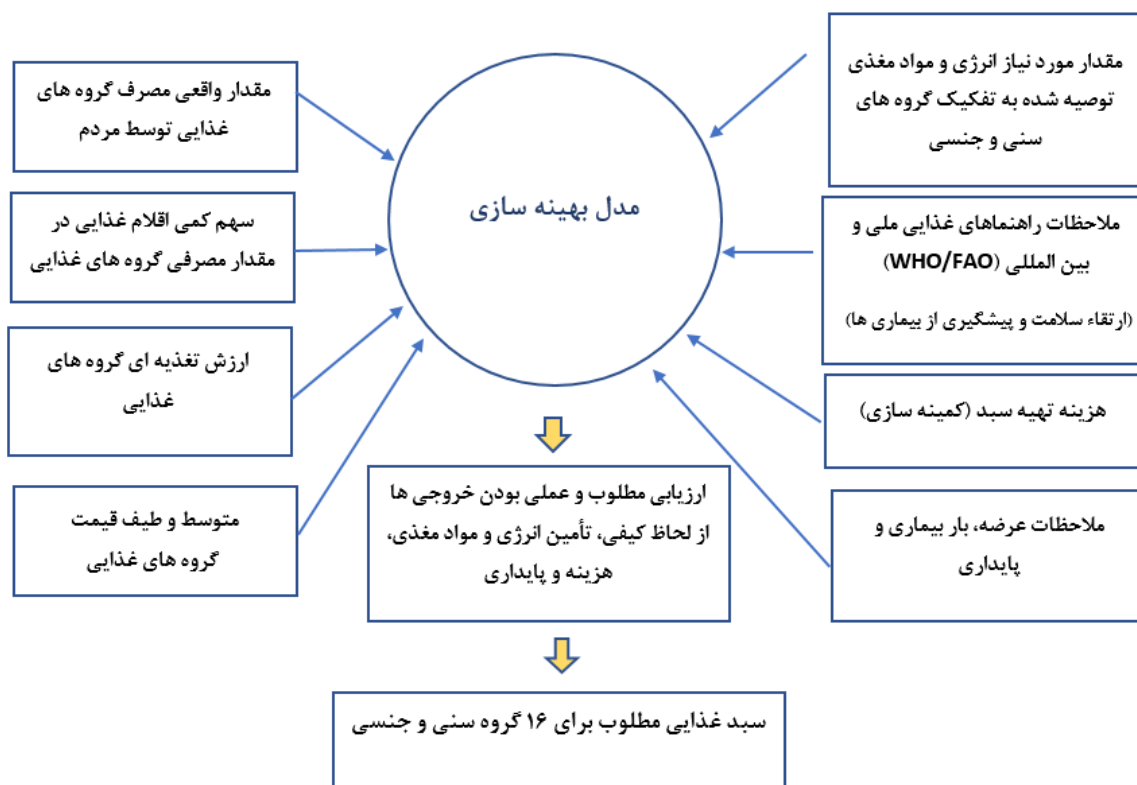 مقدار مورد نیاز انرژی و مواد مغذی
توصیه شده به تفکیک گروه های
سنی و جنسی
ملاحظات راهنماهای غذایی ملی و
بین المللی (WHO/FAO)
(ارتقاء سلامت و پیشگیری از بیماری ها)
هزینه تهیه سبد (کمینه سازی)
ملاحظات عرضه، بار بیماری و
پایداری
مدل بهینه سازی
مقدار واقعی مصرف گروه های
غذایی توسط مردم
سهم کمی اقلام غذایی در
مقدار مصرفی گروه های غذایی
ارزش تغذیه ای گروه های
غذایی
متوسط و طیف قیمت
گروه های غذایی
ارزیابی مطلوب و عملی بودن خروجی ها
از لحاظ کیفی، تأمین انرژی و مواد مغذی،
هزینه و پایداری
سبد غذایی مطلوب برای ۱۶ گروه سنی و جنسی